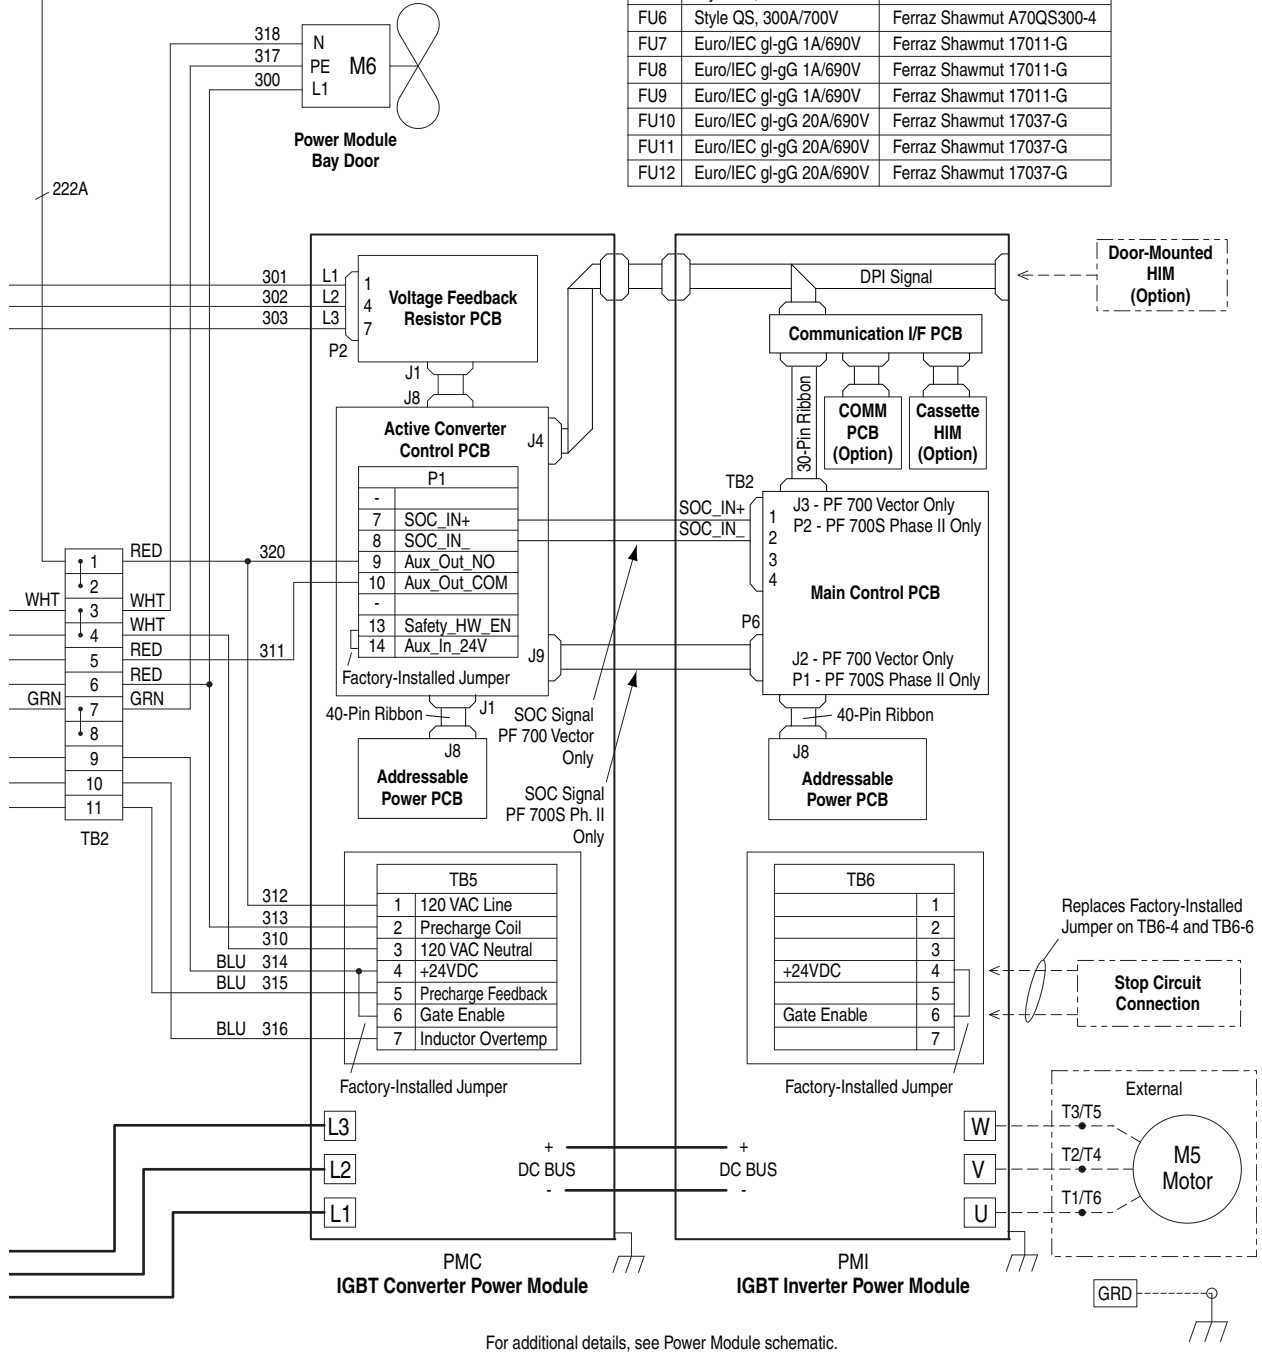 FU6 Style QS, 300A/700V Ferraz Shawmut A70QS300-4
FU7 Euro/IEC gl-gG 1A/690V Ferraz Shawmut 17011-G
FU8 Euro/IEC gl-gG 1A/690V Ferraz Shawmut 17011-G
FU9 Euro/IEC gl-gG 1A/690V Ferraz Shawmut 17011-G
FU10 Euro/IEC gl-gG 20A/690V Ferraz Shawmut 17037-G
FU11 Euro/IEC gl-gG 20A/690V Ferraz Shawmut 17037-G
FU12 Euro/IEC gl-gG 20A/690V Ferraz Shawmut 17037-G
318 N
317 PE M6
300 L1
Power Module
Bay Door
222A
301 L1 1
302 L2 4
303 L3 7
P2
Voltage Feedback
Resistor PCB
J1
J8
Active Converter
Control PCB
J4
P1
-
7 SOC_IN+
8 SOC_IN_
9 Aux_Out_NO
10 Aux_Out_COM
-
13 Safety_HW_EN
14 Aux_In_24V
Factory-Installed Jumper
J9
40-Pin Ribbon
J1
J8
Addressable
Power PCB
SOC Signal
PF 700 Vector
Only
SOC Signal
PF 700S Ph. II
Only
DPI Signal
Door-Mounted
HIM
(Option)
Communication I/F PCB
30-Pin Ribbon
COMM
PCB
(Option)
Cassette
HIM
(Option)
TB2
SOC_IN+
SOC_IN_
1
2
3
4
J3 - PF 700 Vector Only
P2 - PF 700S Phase II Only
Main Control PCB
P6
J2 - PF 700 Vector Only
P1 - PF 700S Phase II Only
40-Pin Ribbon
J8
Addressable
Power PCB
1 RED 320
2
WHT 3 WHT
4 WHT
5 RED 311
6 RED
GRN 7 GRN
8
9
10
11
TB2
TB5
312 1 120 VAC Line
313 2 Precharge Coil
310 3 120 VAC Neutral
BLU 314 4 +24VDC
BLU 315 5 Precharge Feedback
6 Gate Enable
BLU 316 7 Inductor Overtemp
Factory-Installed Jumper
TB6
1
2
3
+24VDC 4
5
Gate Enable 6
7
Factory-Installed Jumper
Replaces Factory-Installed
Jumper on TB6-4 and TB6-6
Stop Circuit
Connection
L3
L2
L1
+ +
DC BUS DC BUS
- -
W
V
U
External
T3/T5
T2/T4
T1/T6
M5
Motor
PMC
IGBT Converter Power Module
PMI
IGBT Inverter Power Module
GRD
For additional details, see Power Module schematic.